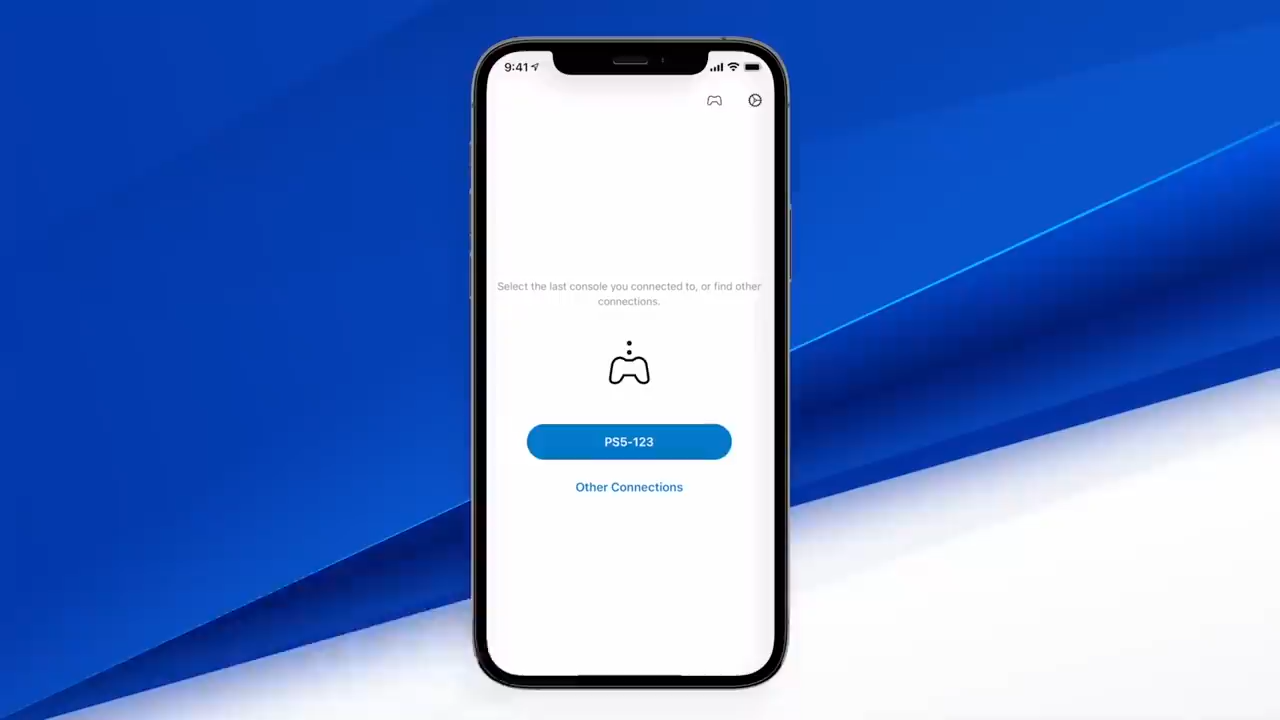 9:41
Select the last console you connected to, or find other
connections.
PS5-123
Other Connections